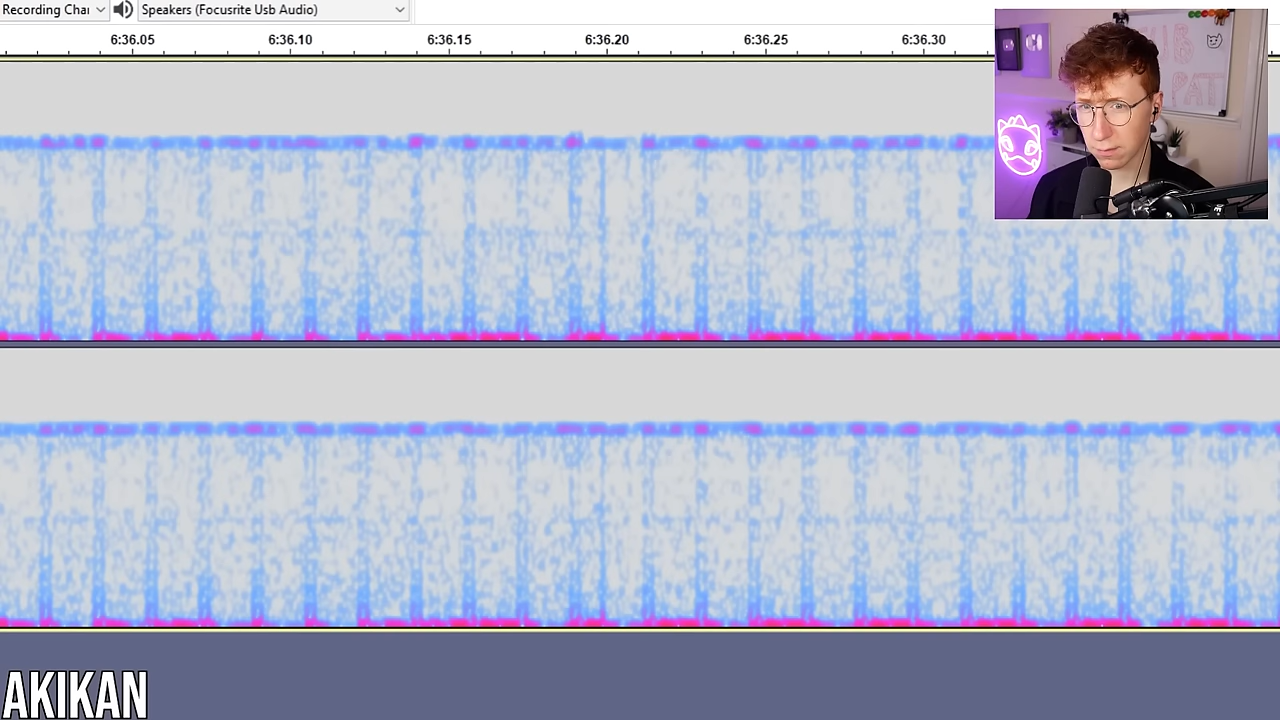 Recording Cha
Speakers (Focusrite Usb Audio)
6:36.05 6:36.10 6:36.15 6:36.20 6:36.25 6:36.30
PAT
AKIKAN